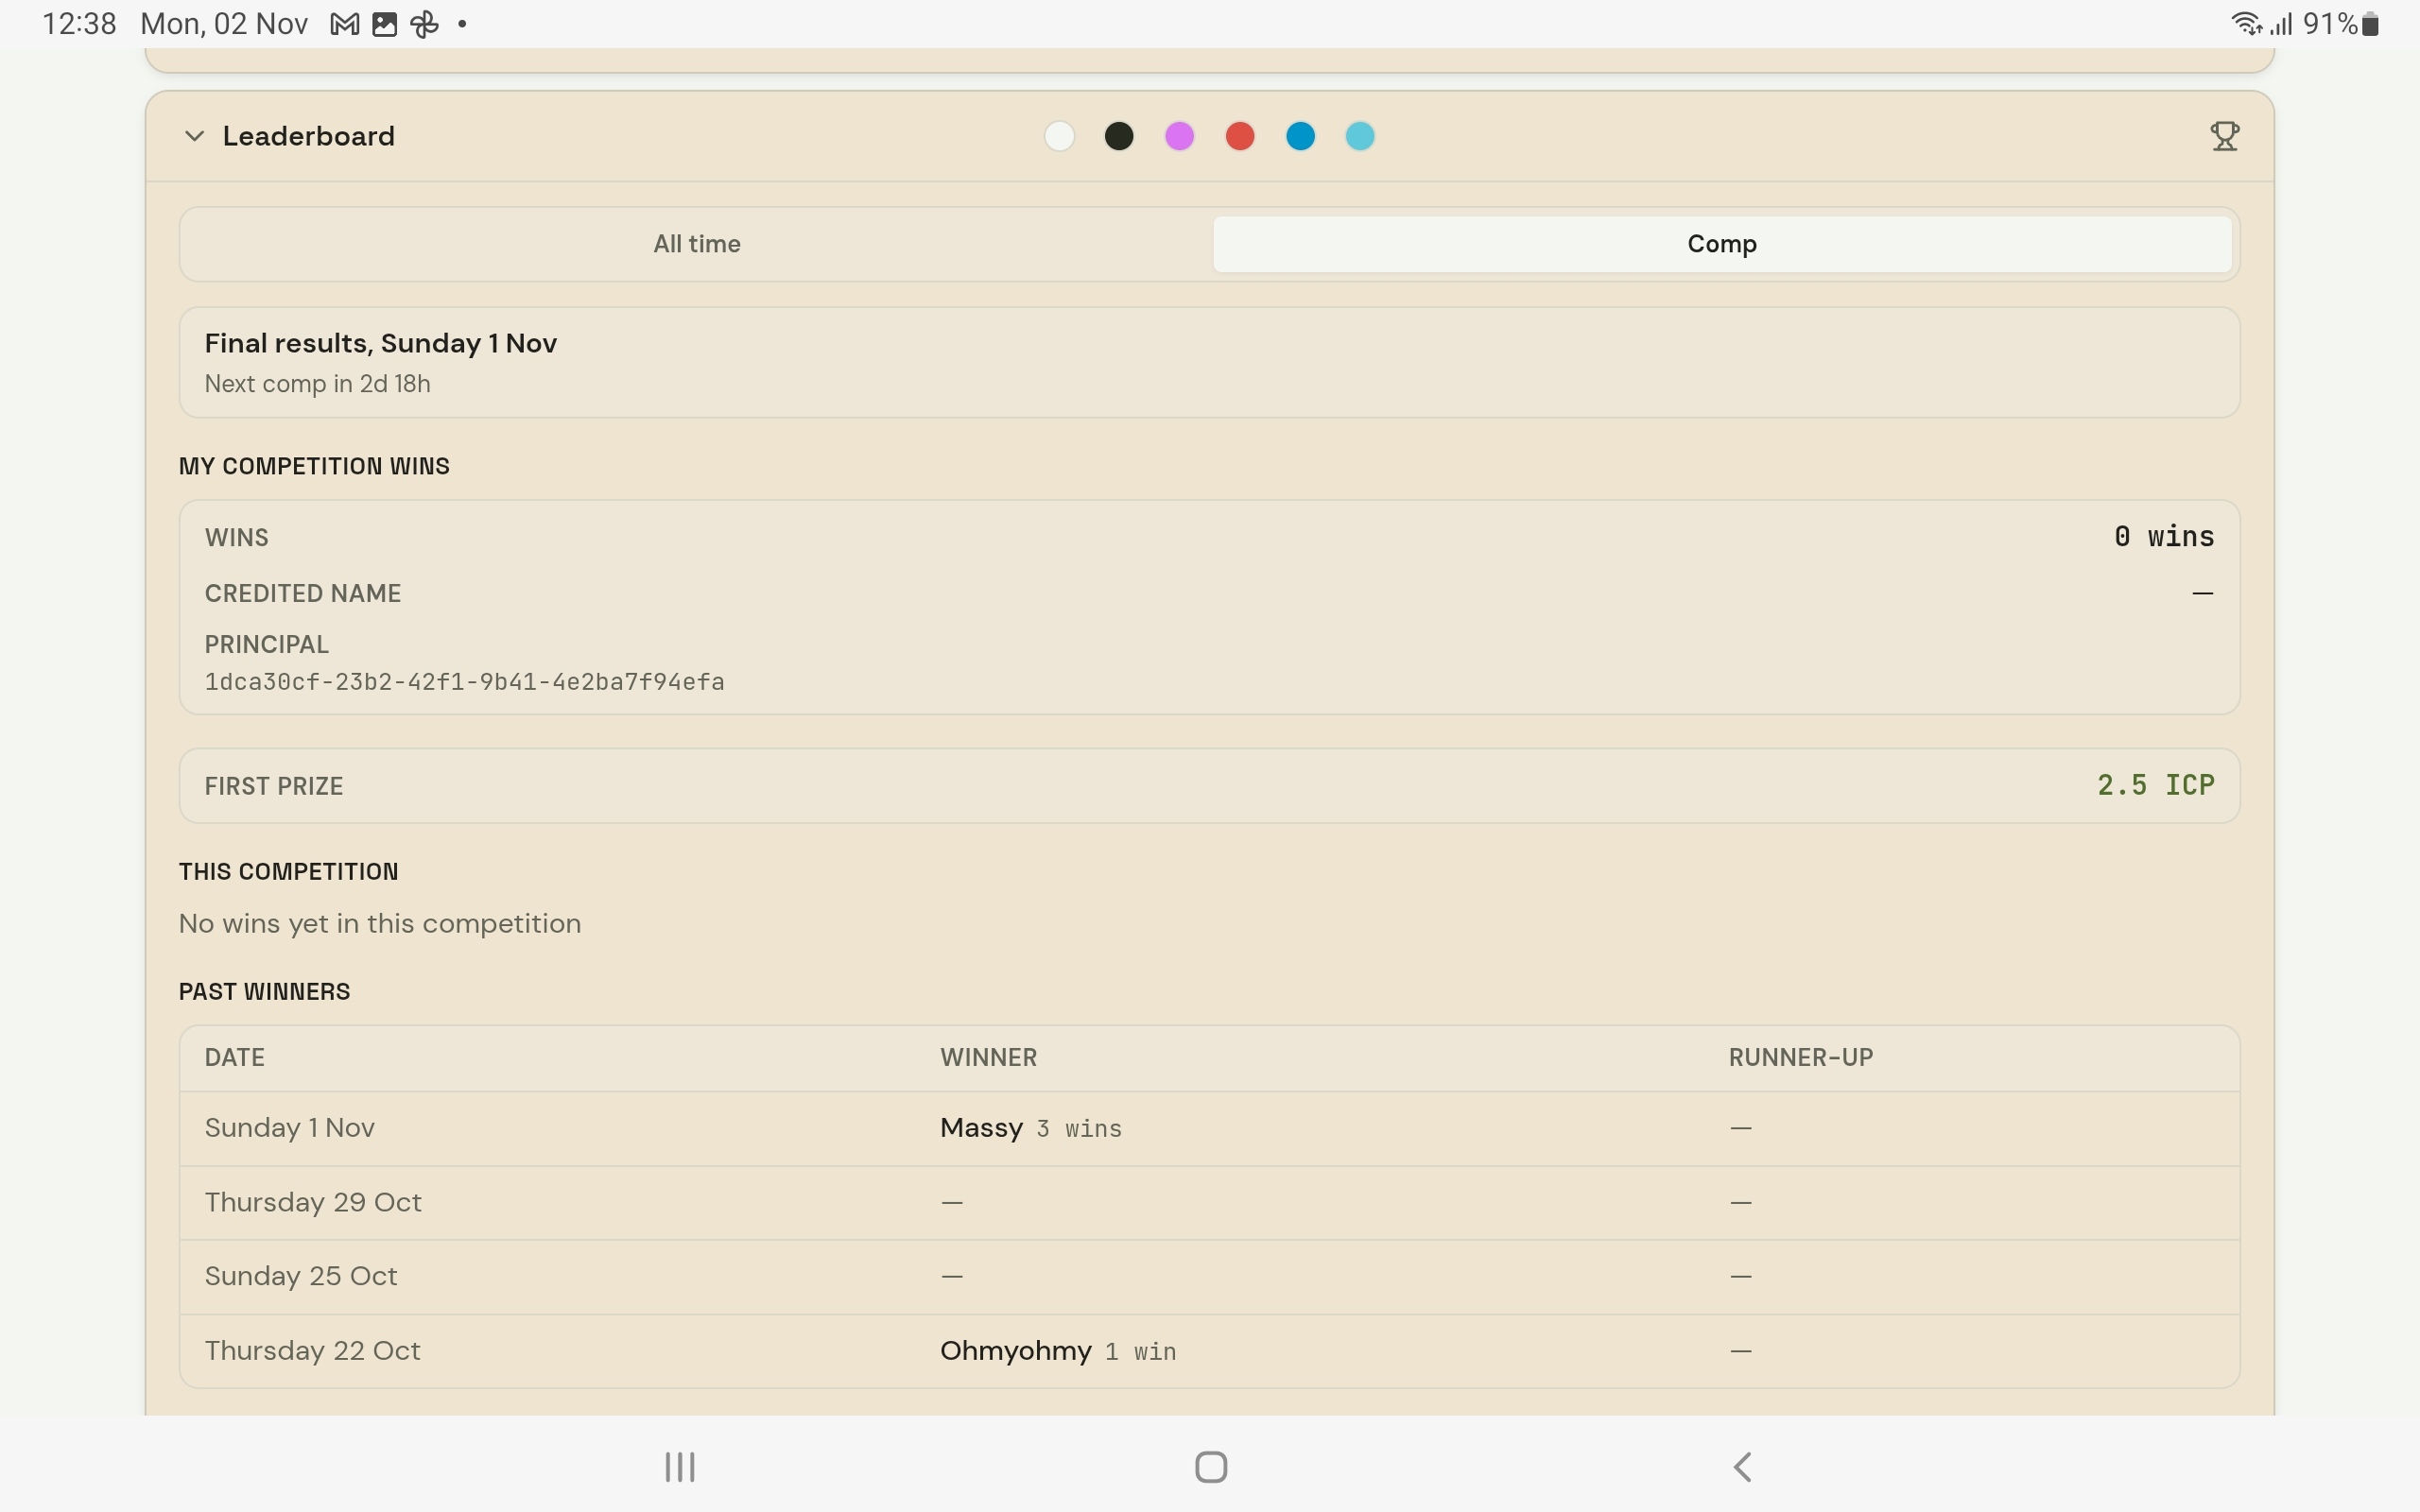 12:38 Mon, 02 Nov 91%
Leaderboard
All time Comp
Final results, Sunday 1 Nov
Next comp in 2d 18h
MY COMPETITION WINS
WINS 0 wins
CREDITED NAME —
PRINCIPAL
1dca30cf-23b2-42f1-9b41-4e2ba7f94efa
FIRST PRIZE 2.5 ICP
THIS COMPETITION
No wins yet in this competition
PAST WINNERS
DATE WINNER RUNNER-UP
Sunday 1 Nov Massy 3 wins —
Thursday 29 Oct — —
Sunday 25 Oct — —
Thursday 22 Oct Ohmyohmy 1 win —